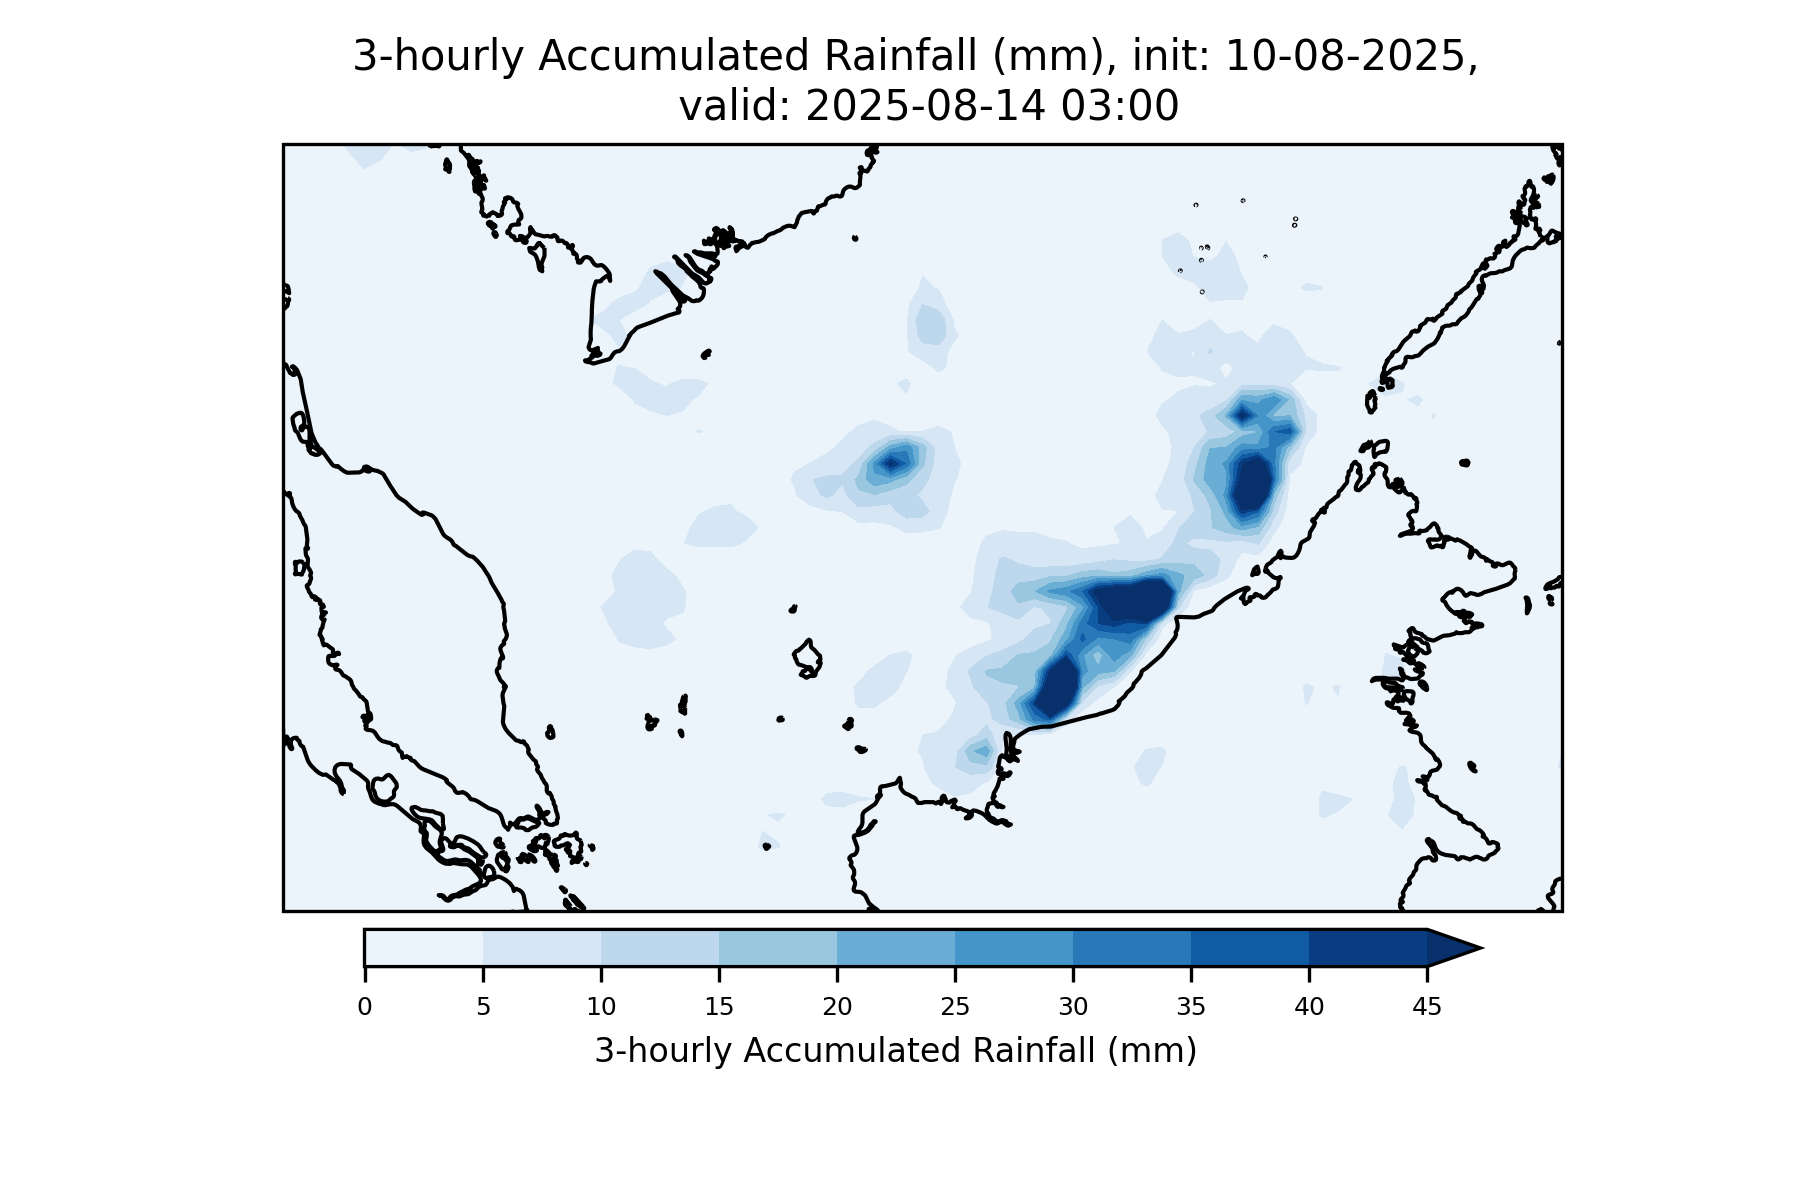 3-hourly Accumulated Rainfall (mm), init: 10-08-2025,
valid: 2025-08-14 03:00
0 5 10 15 20 25 30 35 40 45
3-hourly Accumulated Rainfall (mm)